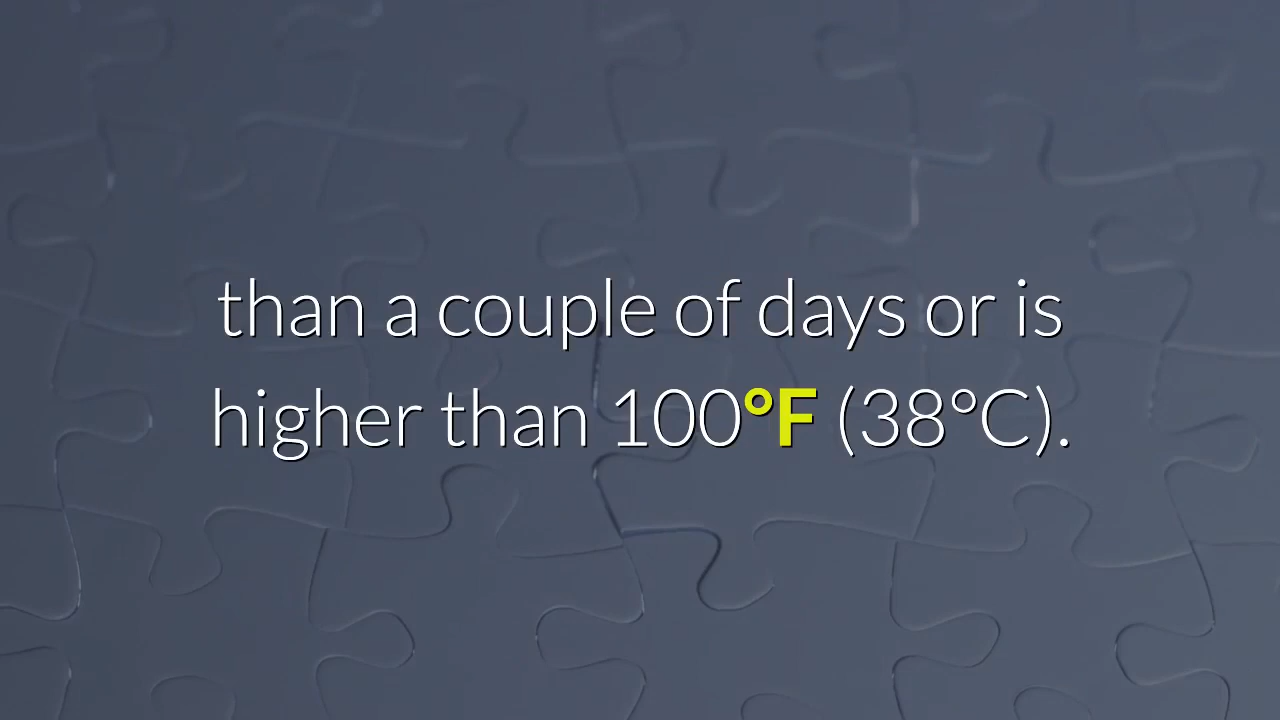 than a couple of days or is
higher than 100°F (38°C).